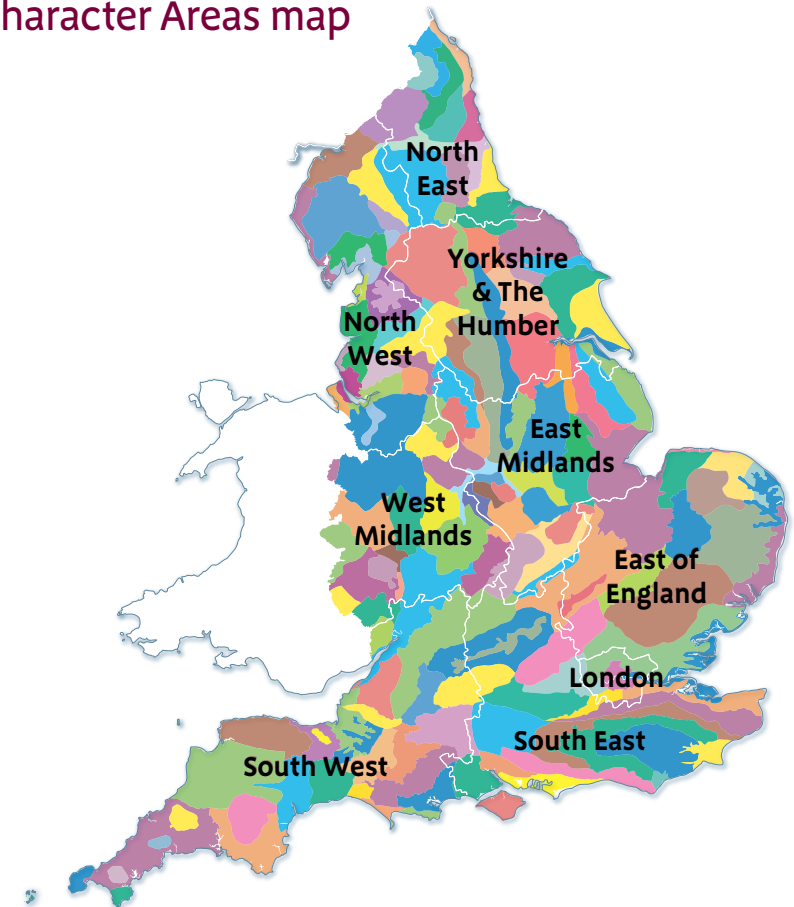 haracter Areas map
North
East
Yorkshire
& The
Humber
North
West
East
Midlands
West
Midlands
East of
England
London
South East
South West